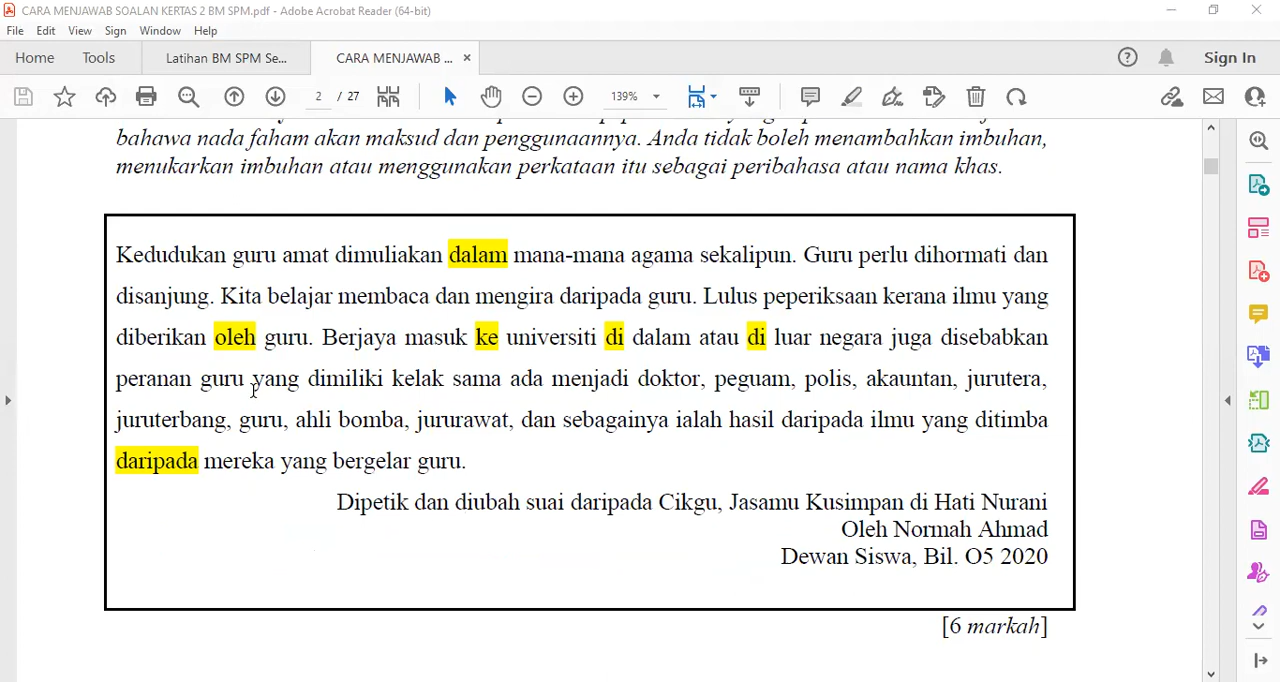 CARA MENJAWAB SOALAN KERTAS 2 BM SPM.pdf - Adobe Acrobat Reader (64-bit)
File Edit View Sign Window Help
Home Tools Latihan BM SPM Se... CARA MENJAWAB ... × Sign In
2 / 27 139%
bahawa nada faham akan maksud dan penggunaannya. Anda tidak boleh menambahkan imbuhan,
menukarkan imbuhan atau menggunakan perkataan itu sebagai peribahasa atau nama khas.
Kedudukan guru amat dimuliakan dalam mana-mana agama sekalipun. Guru perlu dihormati dan
disanjung. Kita belajar membaca dan mengira daripada guru. Lulus peperiksaan kerana ilmu yang
diberikan oleh guru. Berjaya masuk ke universiti di dalam atau di luar negara juga disebabkan
peranan guru yang dimiliki kelak sama ada menjadi doktor, peguam, polis, akauntan, jurutera,
juruterbang, guru, ahli bomba, jururawat, dan sebagainya ialah hasil daripada ilmu yang ditimba
daripada mereka yang bergelar guru.
Dipetik dan diubah suai daripada Cikgu, Jasamu Kusimpan di Hati Nurani
Oleh Normah Ahmad
Dewan Siswa, Bil. O5 2020
[6 markah]